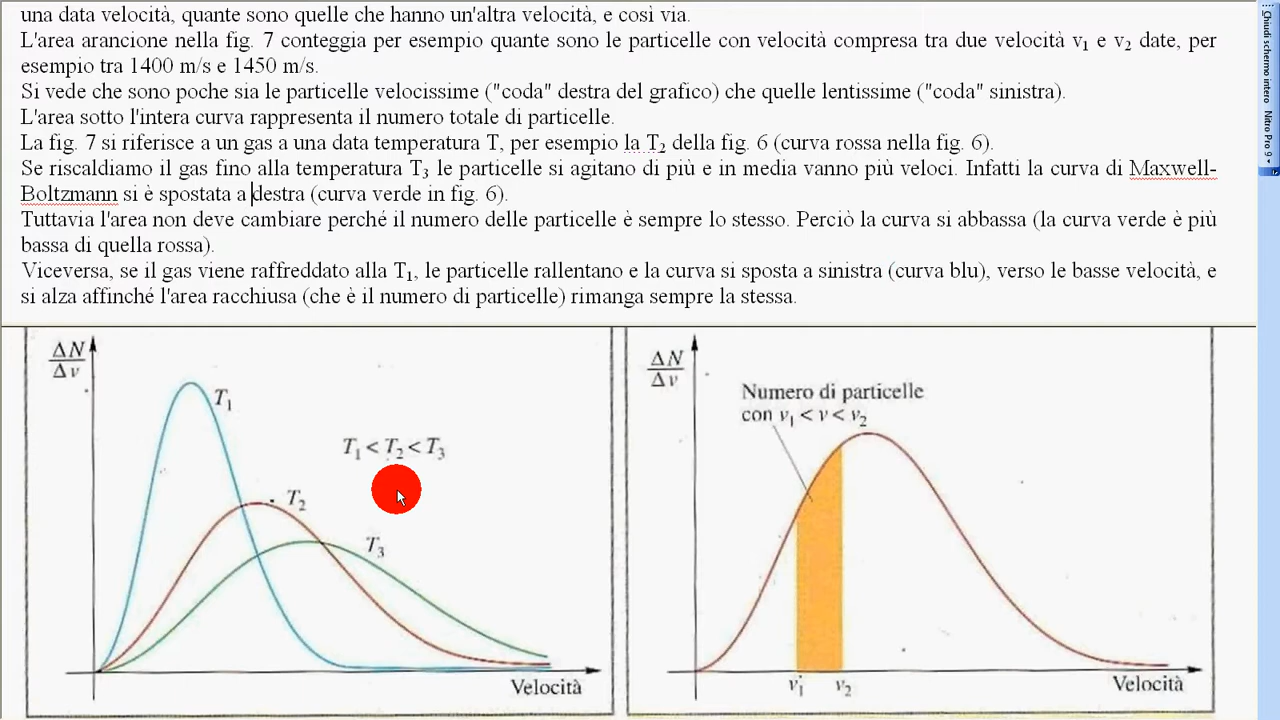 una data velocità, quante sono quelle che hanno un'altra velocità, e così via.
L'area arancione nella fig. 7 conteggia per esempio quante sono le particelle con velocità compresa tra due velocità v₁ e v₂ date, per
esempio tra 1400 m/s e 1450 m/s.
Si vede che sono poche sia le particelle velocissime ("coda" destra del grafico) che quelle lentissime ("coda" sinistra).
L'area sotto l'intera curva rappresenta il numero totale di particelle.
La fig. 7 si riferisce a un gas a una data temperatura T, per esempio la T₂ della fig. 6 (curva rossa nella fig. 6).
Se riscaldiamo il gas fino alla temperatura T₃ le particelle si agitano di più e in media vanno più veloci. Infatti la curva di Maxwell-
Boltzmann si è spostata a destra (curva verde in fig. 6).
Tuttavia l'area non deve cambiare perché il numero delle particelle è sempre lo stesso. Perciò la curva si abbassa (la curva verde è più
bassa di quella rossa).
Viceversa, se il gas viene raffreddato alla T₁, le particelle rallentano e la curva si sposta a sinistra (curva blu), verso le basse velocità, e
si alza affinché l'area racchiusa (che è il numero di particelle) rimanga sempre la stessa.
ΔN
Δv
T₁
T₁ < T₂ < T₃
T₂
T₃
Velocità
ΔN
Δv
Numero di particelle
con v₁ < v < v₂
v₁
v₂
Velocità
Chiudi schermo intero
Nitro Pro 9